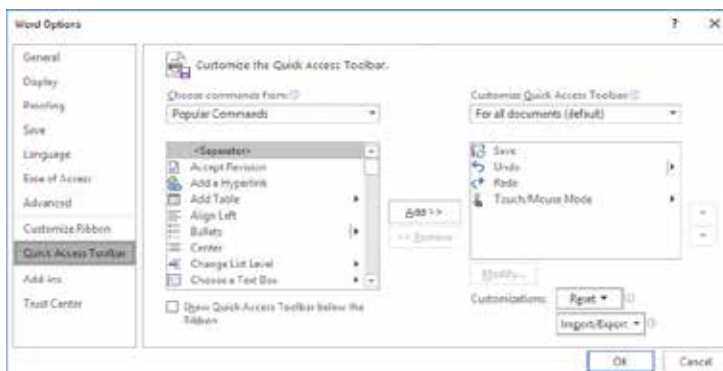 Word Options
?
×
General
Display
Proofing
Save
Language
Ease of Access
Advanced
Customize Ribbon
Quick Access Toolbar
Add-ins
Trust Center
Customize the Quick Access Toolbar.
Choose commands from:
Popular Commands
<Separator>
Accept Revision
Add a Hyperlink
Add Table
Align Left
Bullets
Center
Change List Level
Choose a Text Box
Show Quick Access Toolbar below the
Ribbon
Add >>
<< Remove
Customize Quick Access Toolbar:
For all documents (default)
Save
Undo
Redo
Touch/Mouse Mode
Modify...
Customizations:
Reset
Import/Export
OK
Cancel